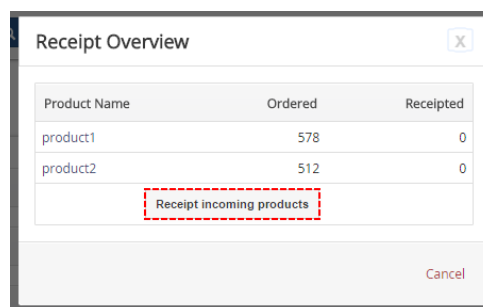 Receipt Overview X
Product Name Ordered Receipted
product1 578 0
product2 512 0
Receipt incoming products
Cancel